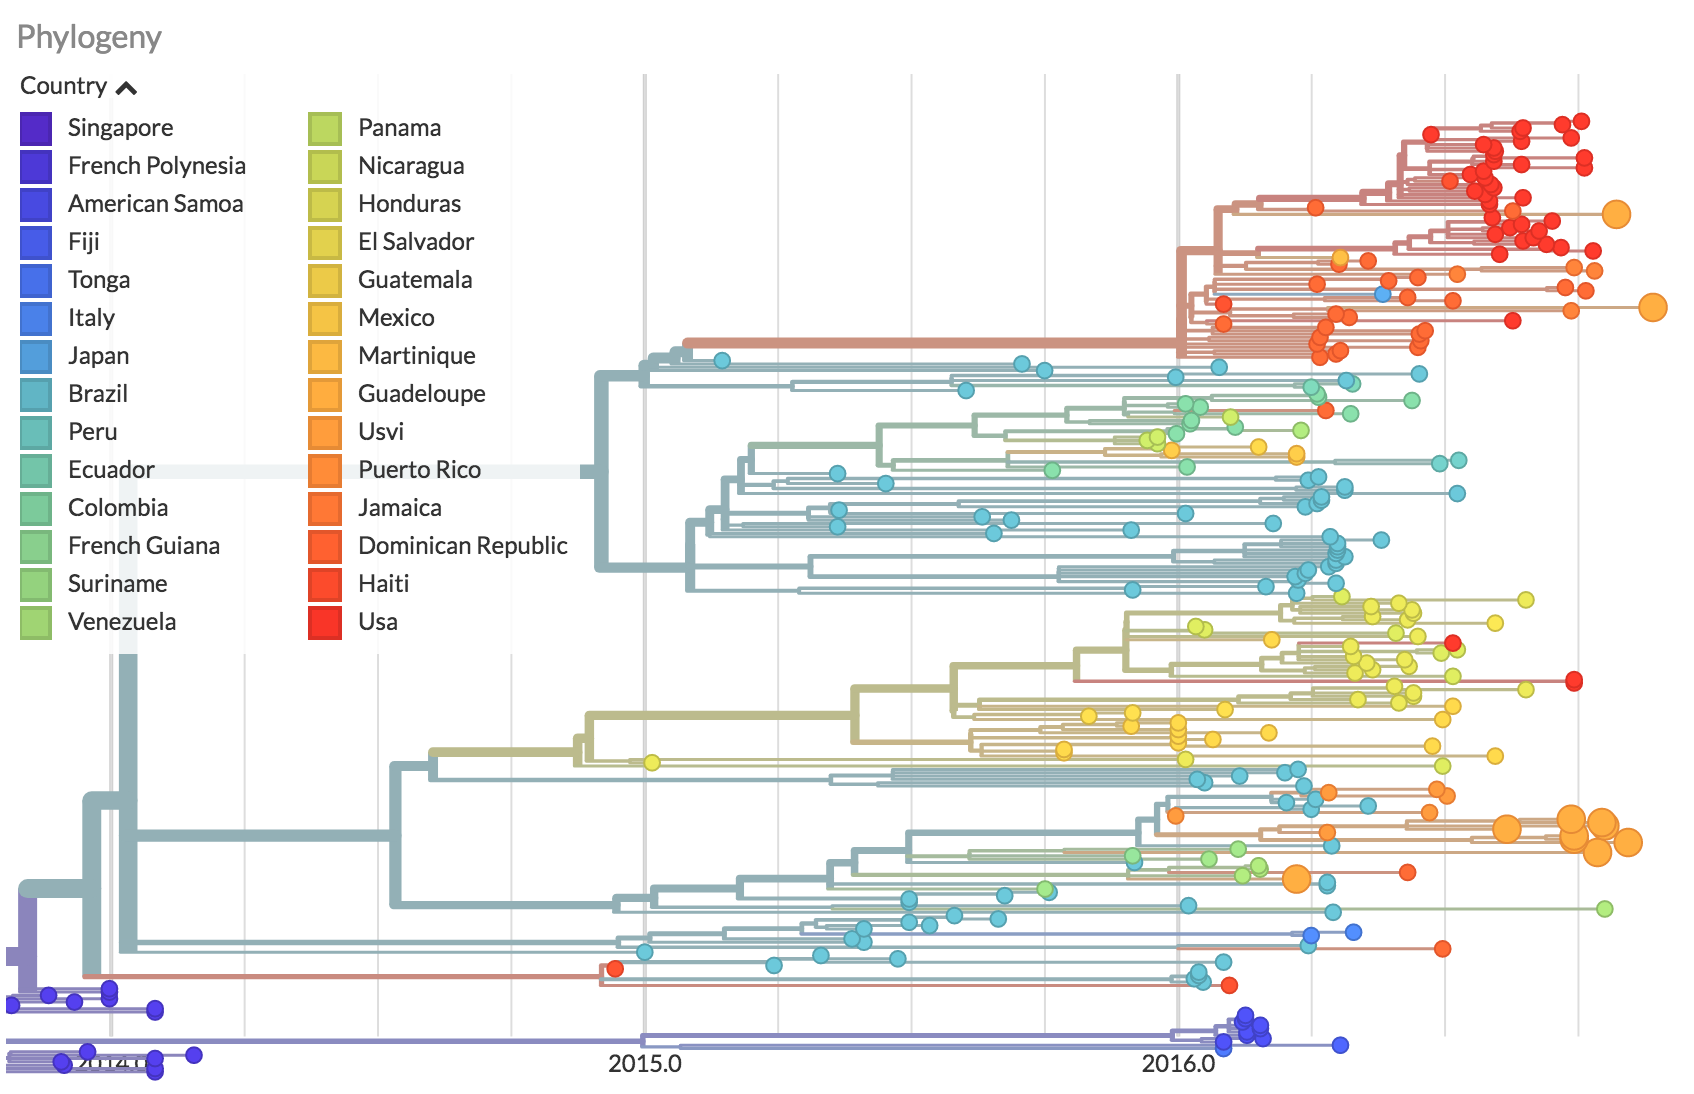 Phylogeny
Country
Singapore
French Polynesia
American Samoa
Fiji
Tonga
Italy
Japan
Brazil
Peru
Ecuador
Colombia
French Guiana
Suriname
Venezuela
Panama
Nicaragua
Honduras
El Salvador
Guatemala
Mexico
Martinique
Guadeloupe
Usvi
Puerto Rico
Jamaica
Dominican Republic
Haiti
Usa
2014.0
2015.0
2016.0